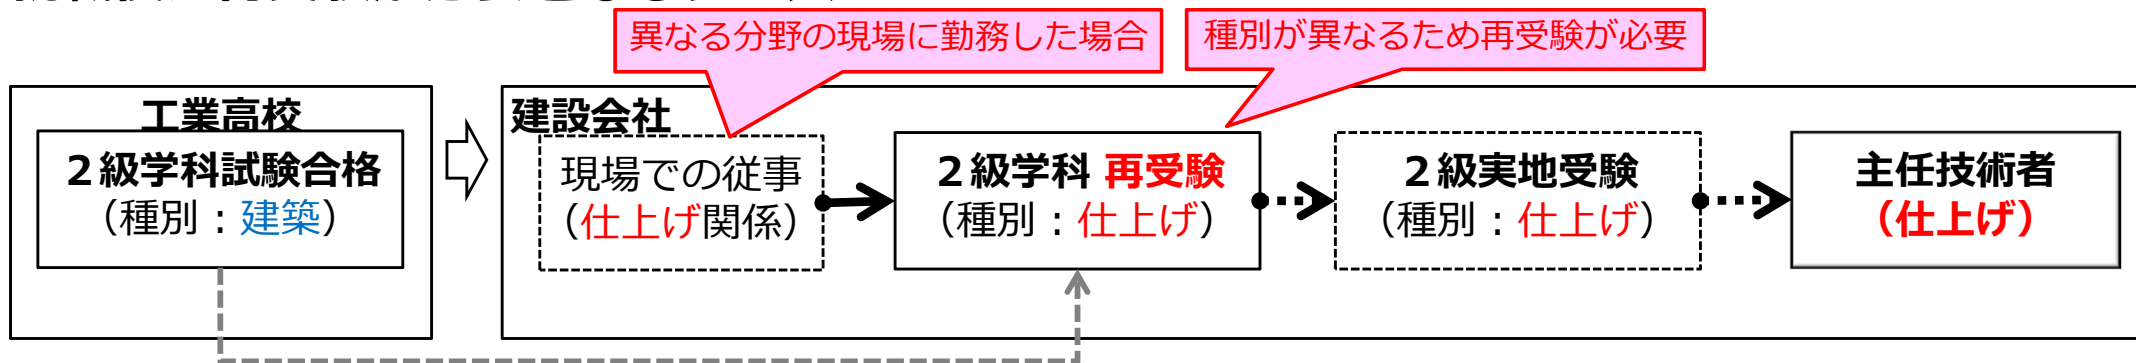 異なる分野の現場に勤務した場合
種別が異なるため再受験が必要
工業高校
２級学科試験合格
（種別：建築）
建設会社
現場での従事
（仕上げ関係）
２級学科 再受験
（種別：仕上げ）
２級実地受験
（種別：仕上げ）
主任技術者
（仕上げ）